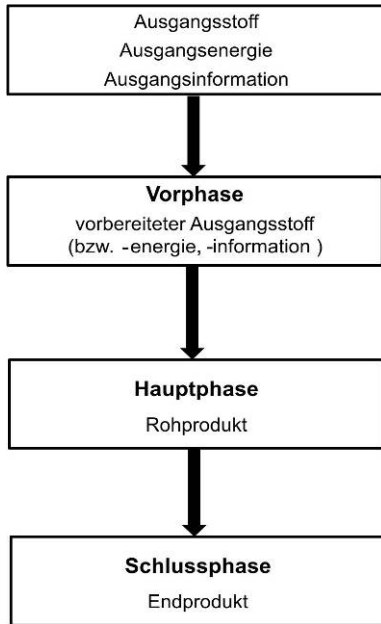 Ausgangsstoff
Ausgangsenergie
Ausgangsinformation
Vorphase
vorbereiteter Ausgangsstoff
(bzw. -energie, -information )
Hauptphase
Rohprodukt
Schlussphase
Endprodukt